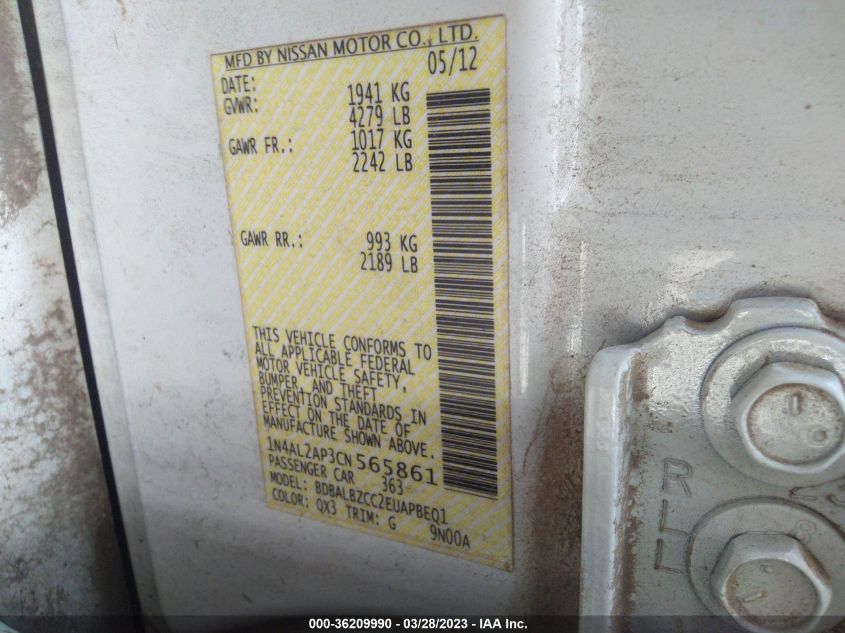 MFD BY NISSAN MOTOR CO., LTD.
DATE: 05/12
GVWR: 1941 KG
4279 LB
GAWR FR.: 1017 KG
2242 LB
GAWR RR.: 993 KG
2189 LB
THIS VEHICLE CONFORMS TO
ALL APPLICABLE FEDERAL
MOTOR VEHICLE SAFETY,
BUMPER, AND THEFT
PREVENTION STANDARDS IN
EFFECT ON THE DATE OF
MANUFACTURE SHOWN ABOVE.
1N4AL2AP3CN 565861
PASSENGER CAR 363
MODEL: BDBALBZCC2EUAPBEQ1
COLOR: QX3 TRIM: G 9N00A
RLL
000-36209990 - 03/28/2023 - IAA Inc.